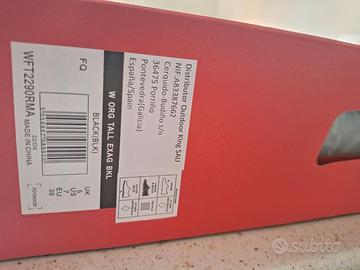 Distributor Outdoor King SAU
NIF:A83387662
Cerquido Budiño s/n
36475 Porriño
Pontevedra(Galicia)
España/Spain
W ORG TALL EXAG BKL
FQ
BLACK(BLK)
WFT2290RMA
MADE IN CHINA
UK US EU
5 7 38
subito